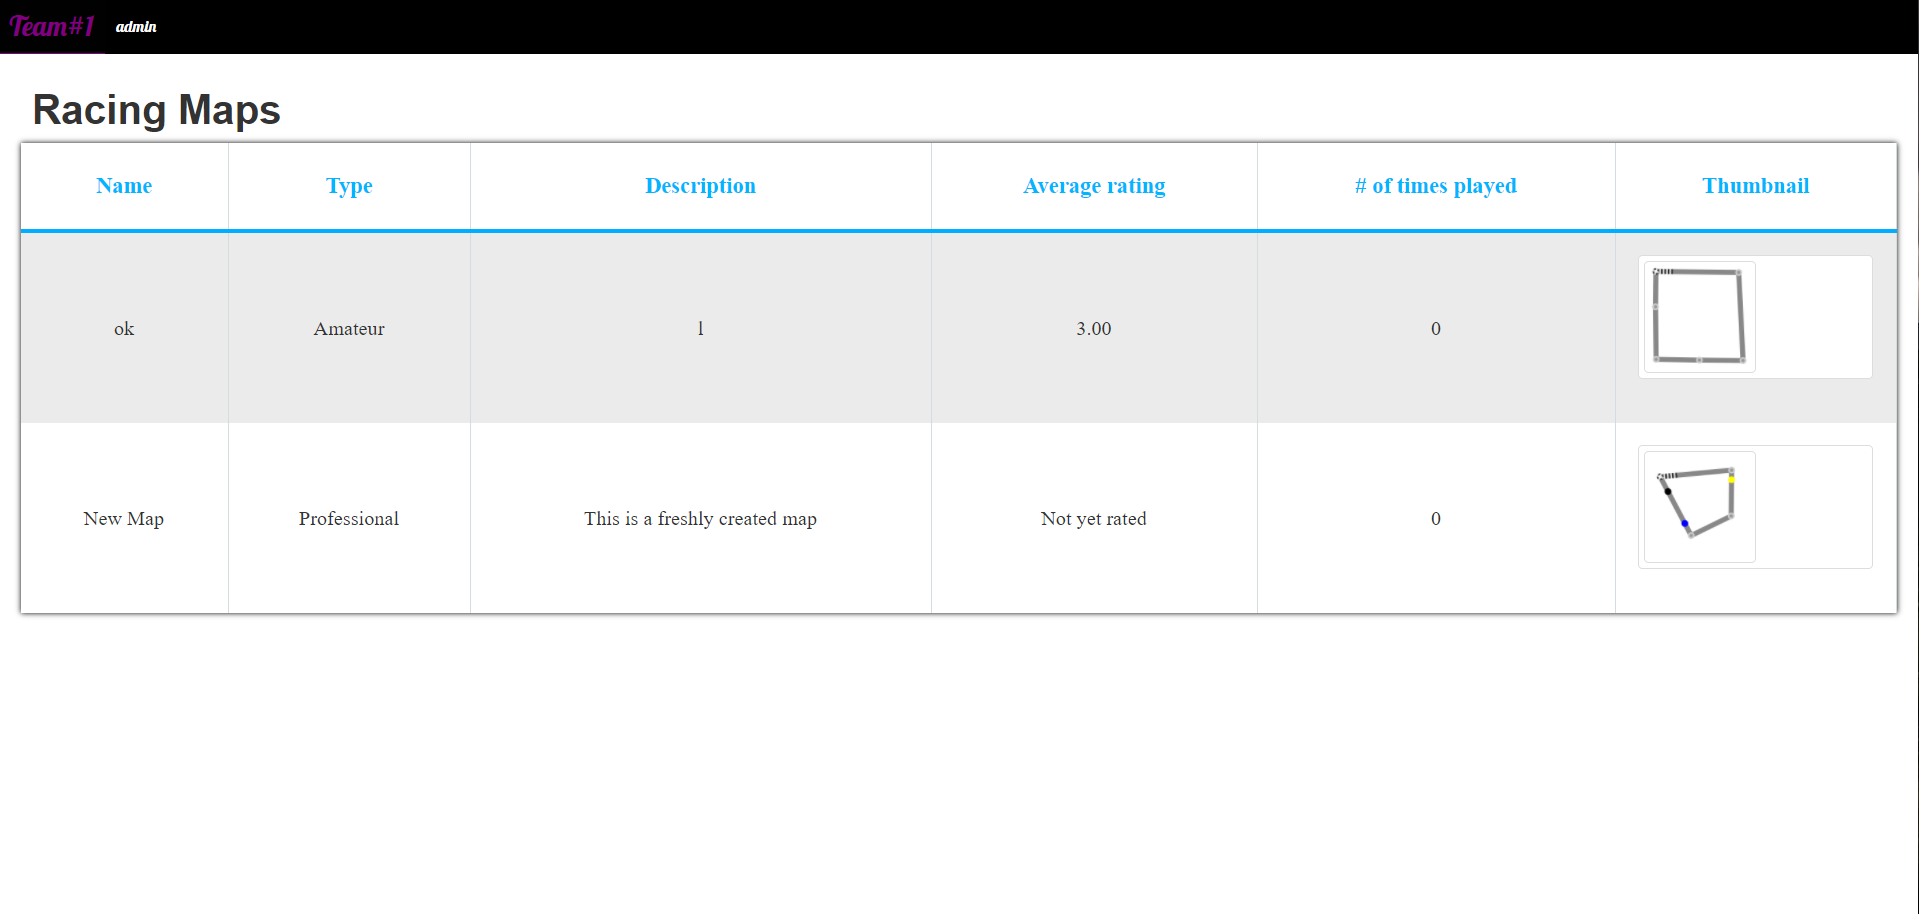 Team#1 admin
Racing Maps
Name Type Description Average rating # of times played Thumbnail
ok Amateur l 3.00 0
New Map Professional This is a freshly created map Not yet rated 0